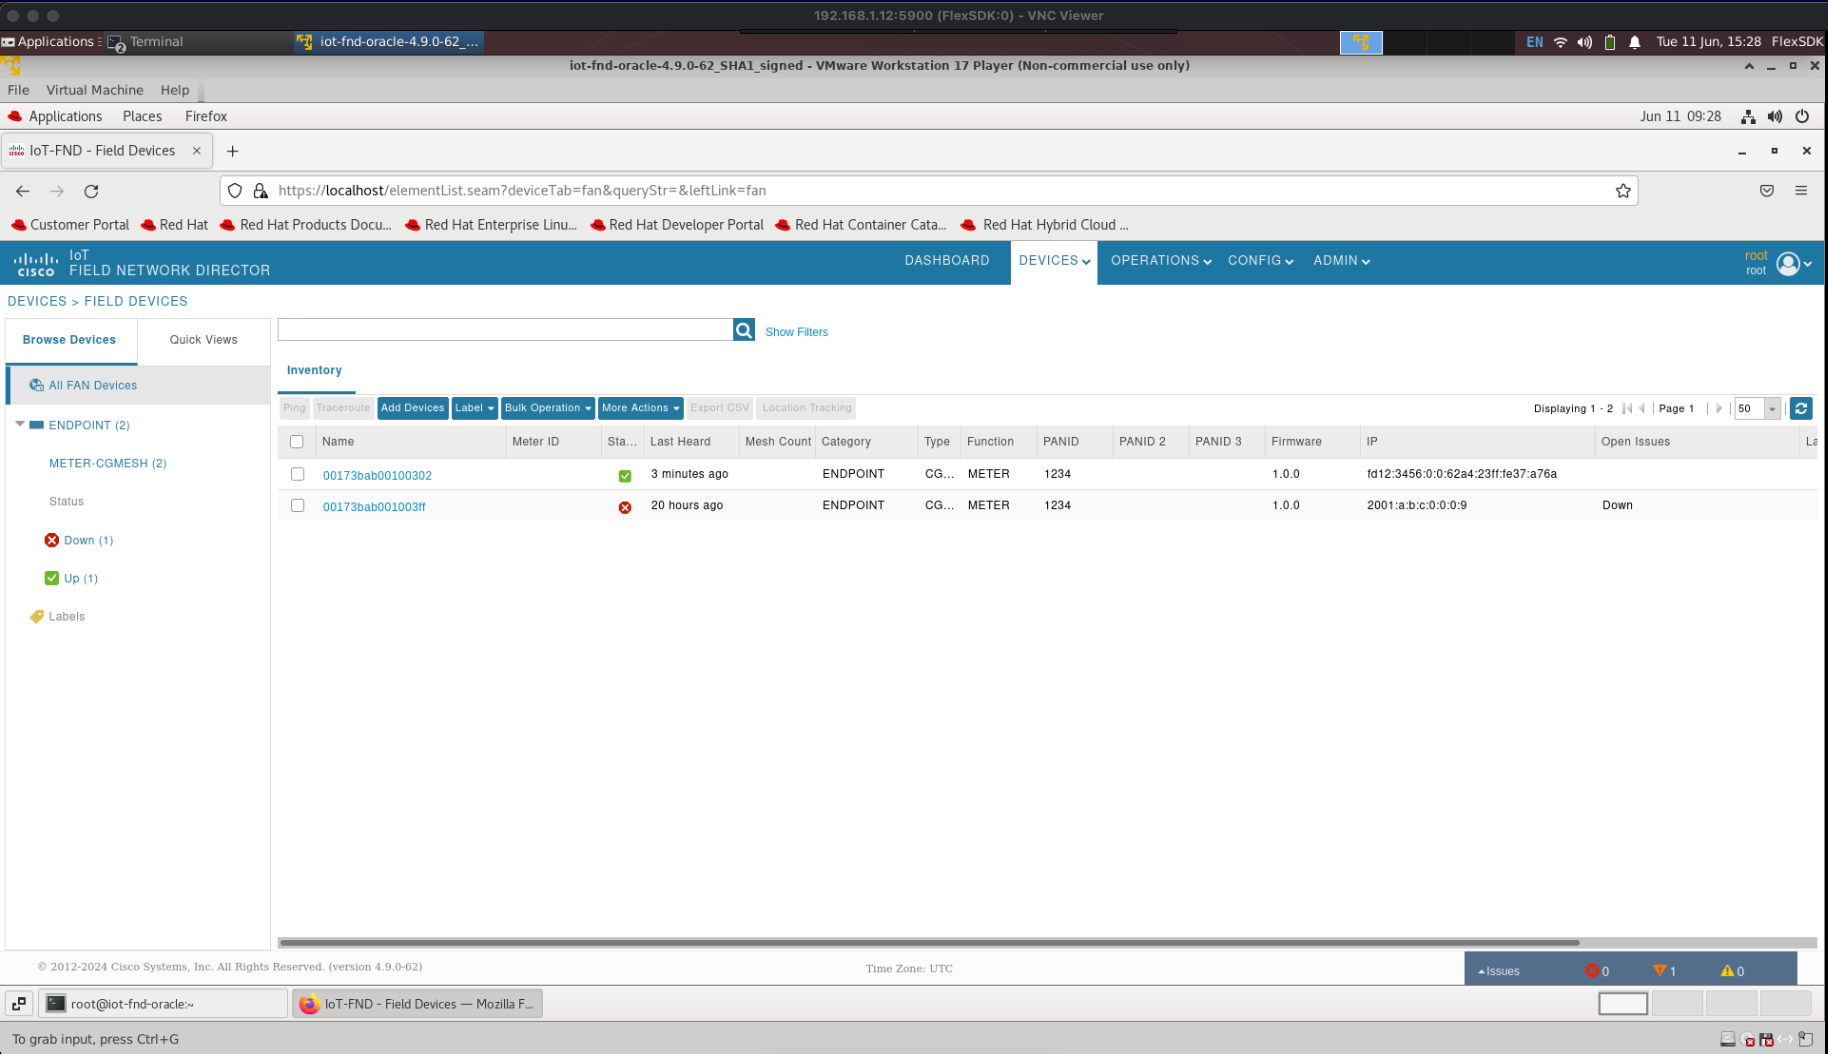 192.168.1.12:5900 (FlexSDK:0) - VNC Viewer
Applications
2 Terminal
iot-fnd-oracle-4.9.0-62_...
EN
Tue 11 Jun, 15:28 FlexSDK
iot-fnd-oracle-4.9.0-62_SHA1_signed - VMware Workstation 17 Player (Non-commercial use only)
File Virtual Machine Help
Applications Places Firefox
Jun 11 09:28
IoT-FND - Field Devices
https://localhost/elementList.seam?deviceTab=fan&queryStr=&leftLink=fan
Customer Portal Red Hat Red Hat Products Docu... Red Hat Enterprise Linu... Red Hat Developer Portal Red Hat Container Cata... Red Hat Hybrid Cloud ...
cisco
IoT
FIELD NETWORK DIRECTOR
DASHBOARD DEVICES OPERATIONS CONFIG ADMIN
root
root
DEVICES > FIELD DEVICES
Browse Devices Quick Views
Show Filters
Inventory
All FAN Devices
ENDPOINT (2)
METER-CGMESH (2)
Status
Down (1)
Up (1)
Labels
Ping Traceroute Add Devices Label Bulk Operation More Actions Export CSV Location Tracking
Displaying 1 - 2 Page 1 50
Name Meter ID Sta... Last Heard Mesh Count Category Type Function PANID PANID 2 PANID 3 Firmware IP Open Issues La
00173bab00100302 3 minutes ago ENDPOINT CG... METER 1234 1.0.0 fd12:3456:0:0:62a4:23ff:fe37:a76a
00173bab001003ff 20 hours ago ENDPOINT CG... METER 1234 1.0.0 2001:a:b:c:0:0:0:9 Down
© 2012-2024 Cisco Systems, Inc. All Rights Reserved. (version 4.9.0-62)
Time Zone: UTC
Issues 0 1 0
root@iot-fnd-oracle:~
IoT-FND - Field Devices — Mozilla F...
To grab input, press Ctrl+G